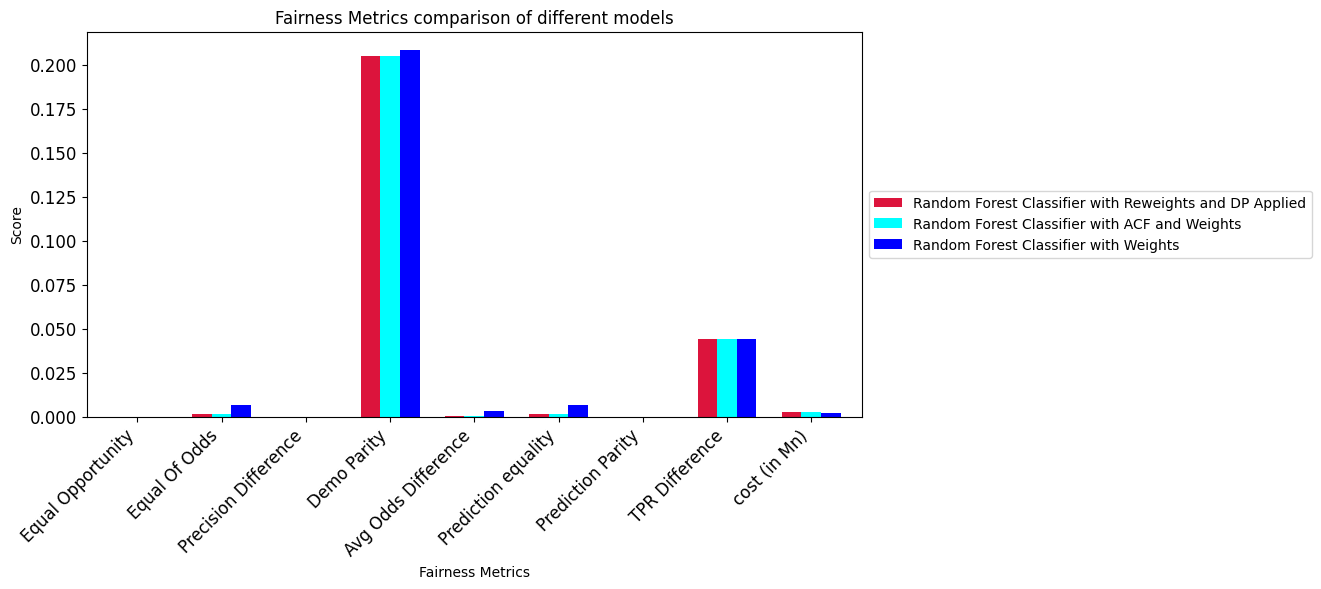 Fairness Metrics comparison of different models
0.200
0.175
0.150
0.125
0.100
0.075
0.050
0.025
0.000
Score
Equal Opportunity
Equal Of Odds
Precision Difference
Demo Parity
Avg Odds Difference
Prediction equality
Prediction Parity
TPR Difference
cost (in Mn)
Fairness Metrics
Random Forest Classifier with Reweights and DP Applied
Random Forest Classifier with ACF and Weights
Random Forest Classifier with Weights